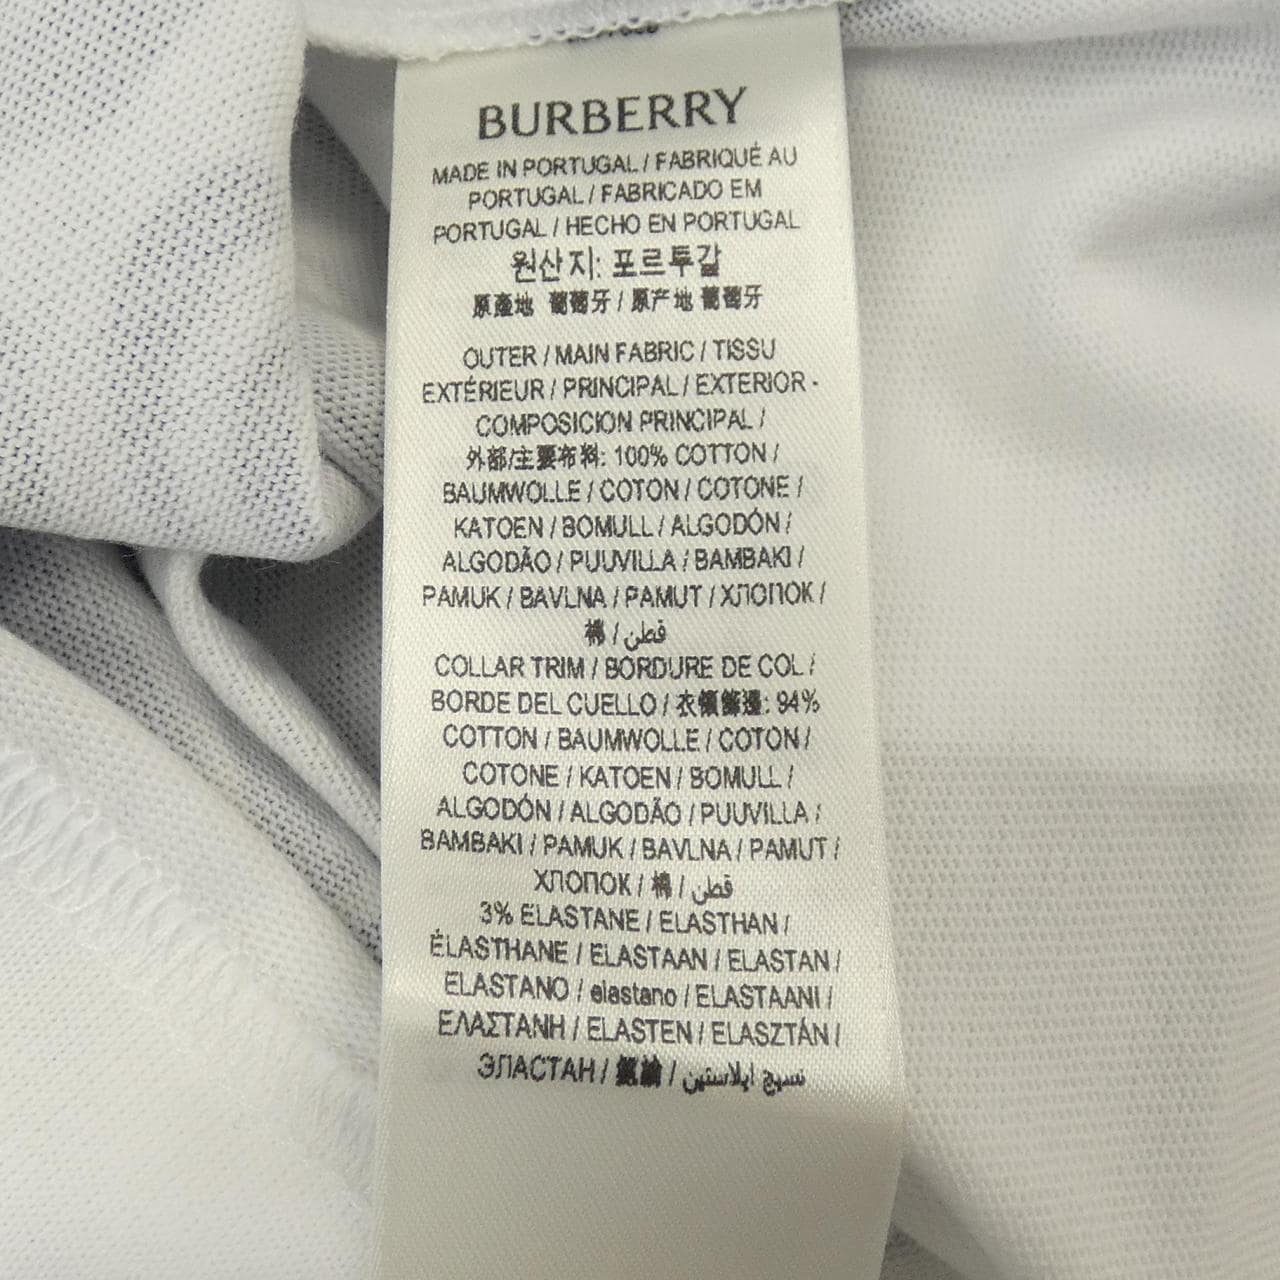 BURBERRY
MADE IN PORTUGAL / FABRIQUÉ AU
PORTUGAL / FABRICADO EM
PORTUGAL / HECHO EN PORTUGAL
원산지: 포르투갈
原產地 葡萄牙 / 原产地 葡萄牙
OUTER / MAIN FABRIC / TISSU
EXTÉRIEUR / PRINCIPAL / EXTERIOR -
COMPOSICION PRINCIPAL /
外部/主要布料: 100% COTTON /
BAUMWOLLE / COTON / COTONE /
KATOEN / BOMULL / ALGODÓN /
ALGODÃO / PUUVILLA / BAMBAKI /
PAMUK / BAVLNA / PAMUT / ХЛОПОК /
棉 / قطن
COLLAR TRIM / BORDURE DE COL /
BORDE DEL CUELLO / 衣領飾邊: 94%
COTTON / BAUMWOLLE / COTON /
COTONE / KATOEN / BOMULL /
ALGODÓN / ALGODÃO / PUUVILLA /
BAMBAKI / PAMUK / BAVLNA / PAMUT /
ХЛОПОК / 棉 / قطن
3% ELASTANE / ELASTHAN /
ÉLASTHANE / ELASTAAN / ELASTAN /
ELASTANO / elastano / ELASTAANI /
ΕΛΑΣΤΑΝΗ / ELASTEN / ELASZTÁN /
ЭЛАСТАН / 氨綸 / نسيج ايلاستين